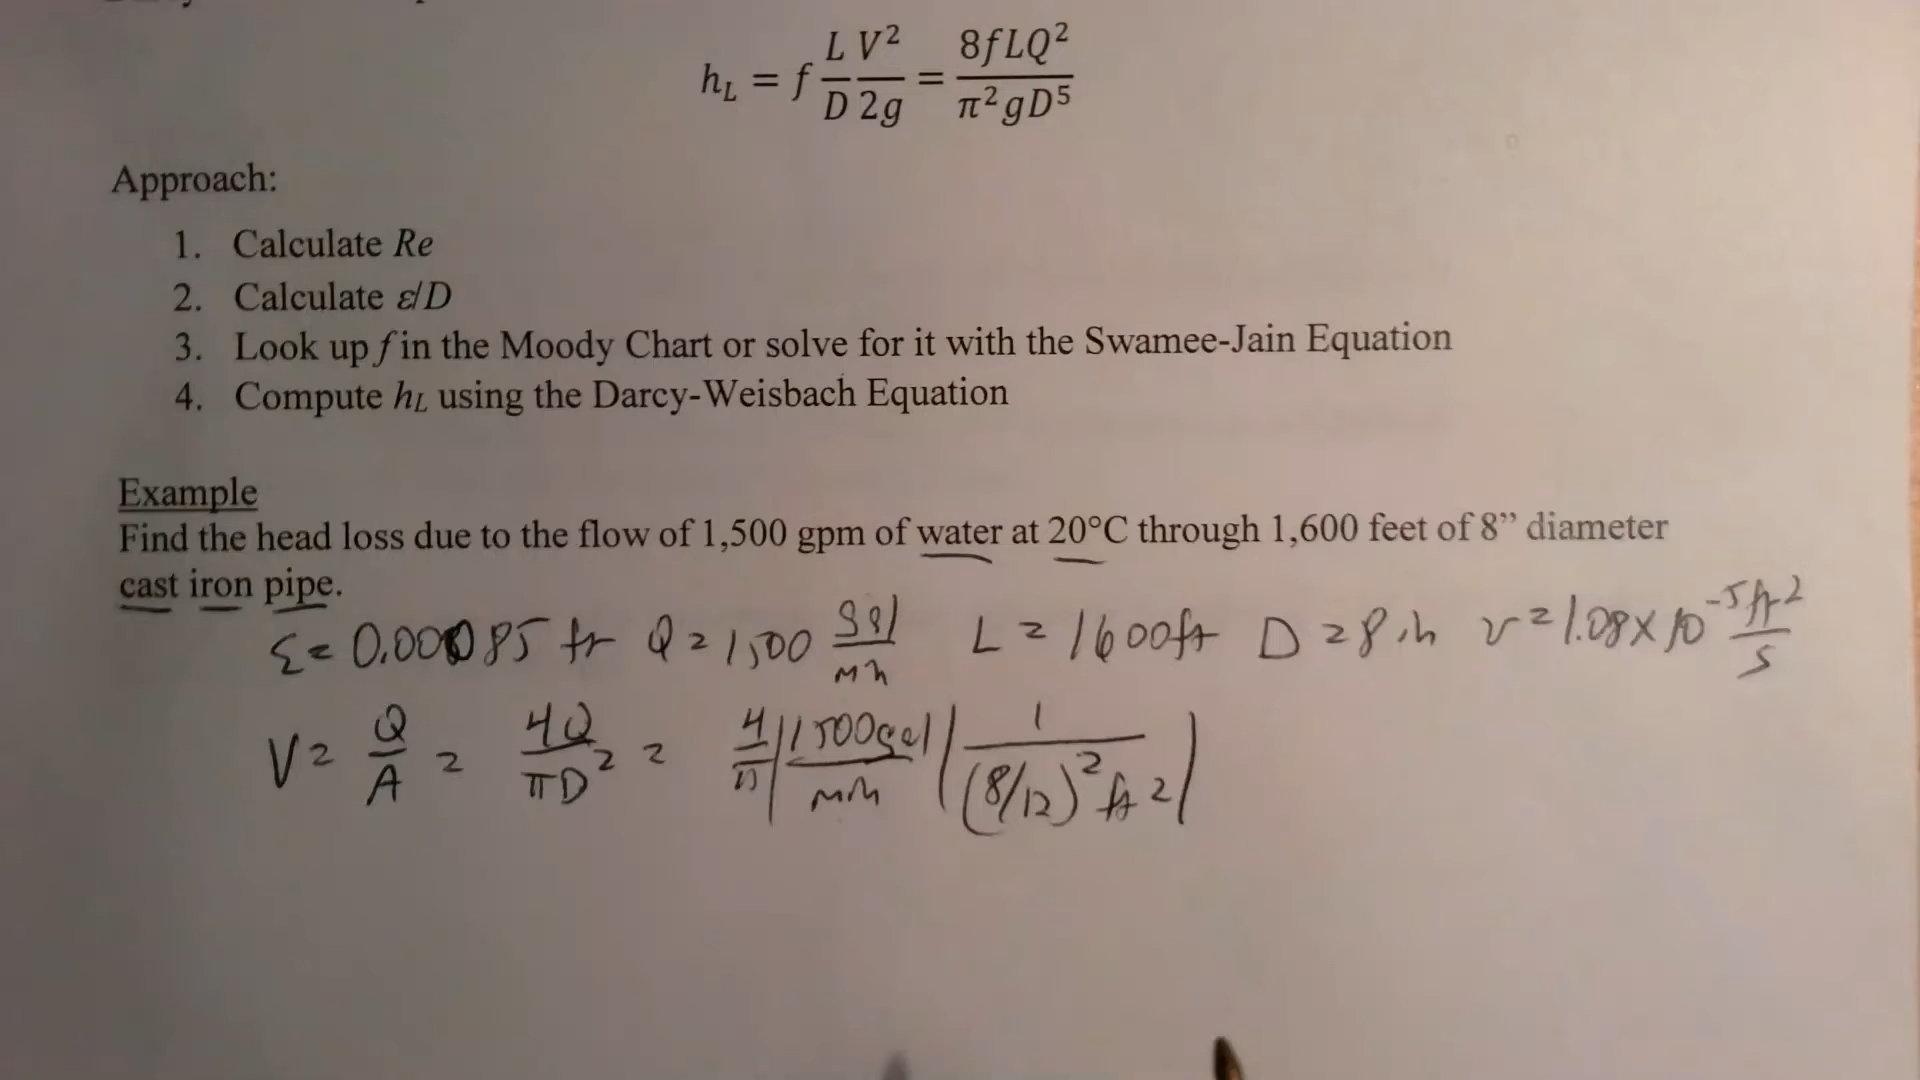 h_L = f L/D V²/2g = 8fLQ²/π²gD⁵
Approach:
1. Calculate Re
2. Calculate ε/D
3. Look up f in the Moody Chart or solve for it with the Swamee-Jain Equation
4. Compute h_L using the Darcy-Weisbach Equation
Example
Find the head loss due to the flow of 1,500 gpm of water at 20°C through 1,600 feet of 8” diameter
cast iron pipe.
ε = 0.00085 ft Q = 1,500 gal/min L = 1600ft D = 8 in ν = 1.08 x 10⁻⁵ ft²/s
V = Q/A = 4Q/πD² = 4/π | 1500gal/min | 1/(8/12)² ft² |